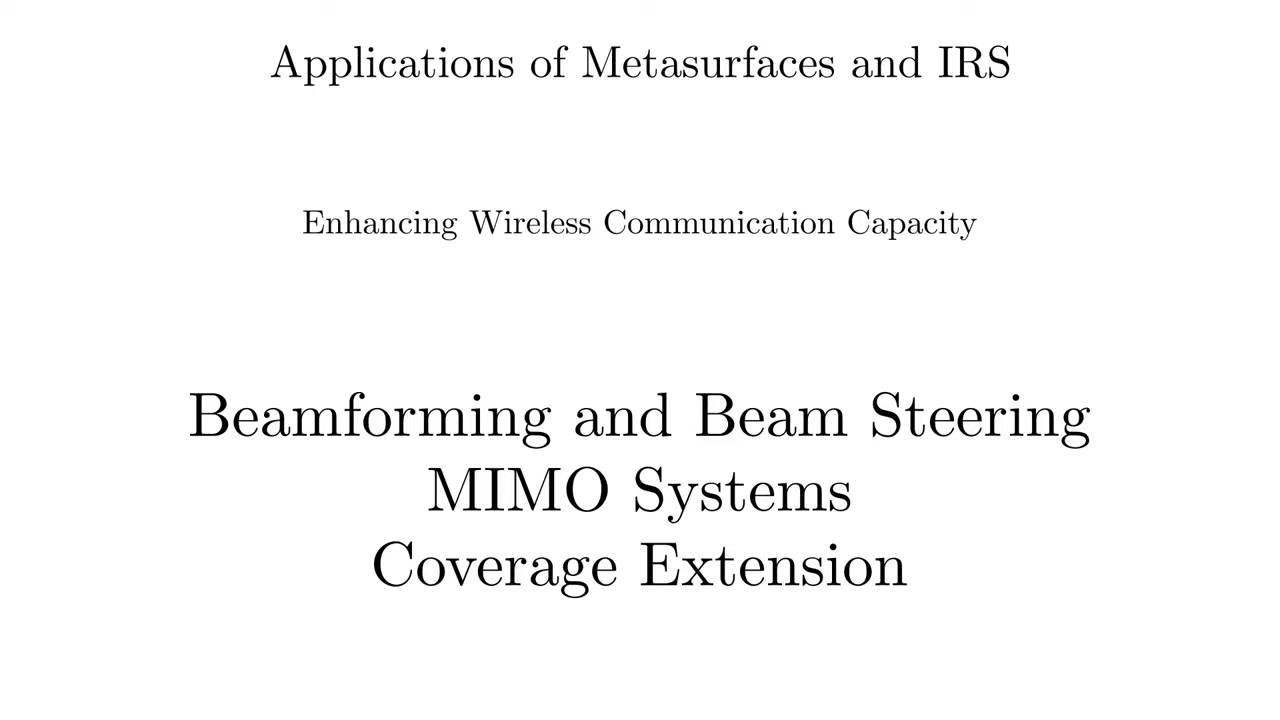 Applications of Metasurfaces and IRS
Enhancing Wireless Communication Capacity
Beamforming and Beam Steering
MIMO Systems
Coverage Extension